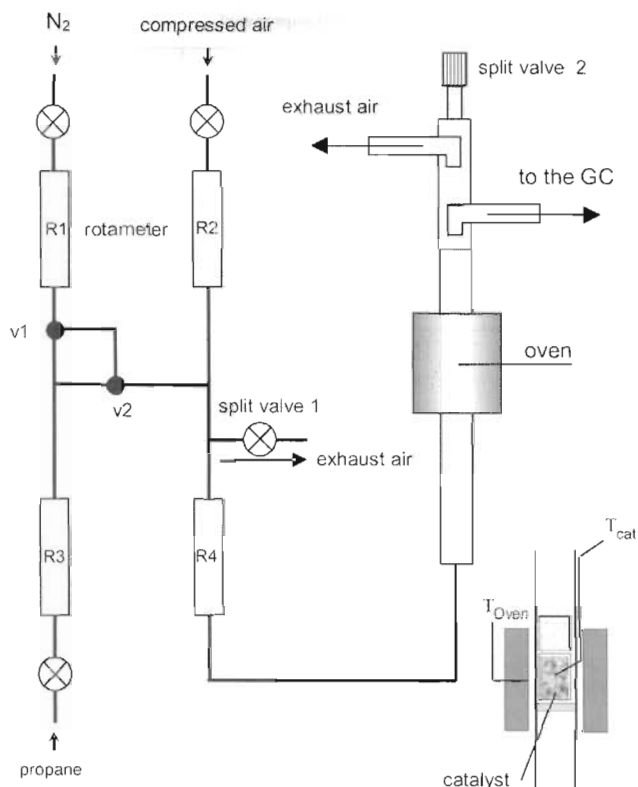 N2
compressed air
split valve 2
exhaust air
to the GC
R1
rotameter
R2
v1
oven
v2
split valve 1
exhaust air
R3
R4
Tcat
TOven
propane
catalyst